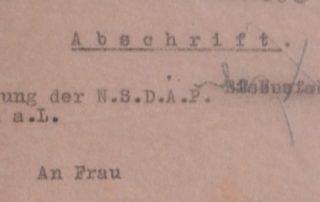 A b s c h r i f t .
ung der N.S.D.A.P.
a.L.
An Frau